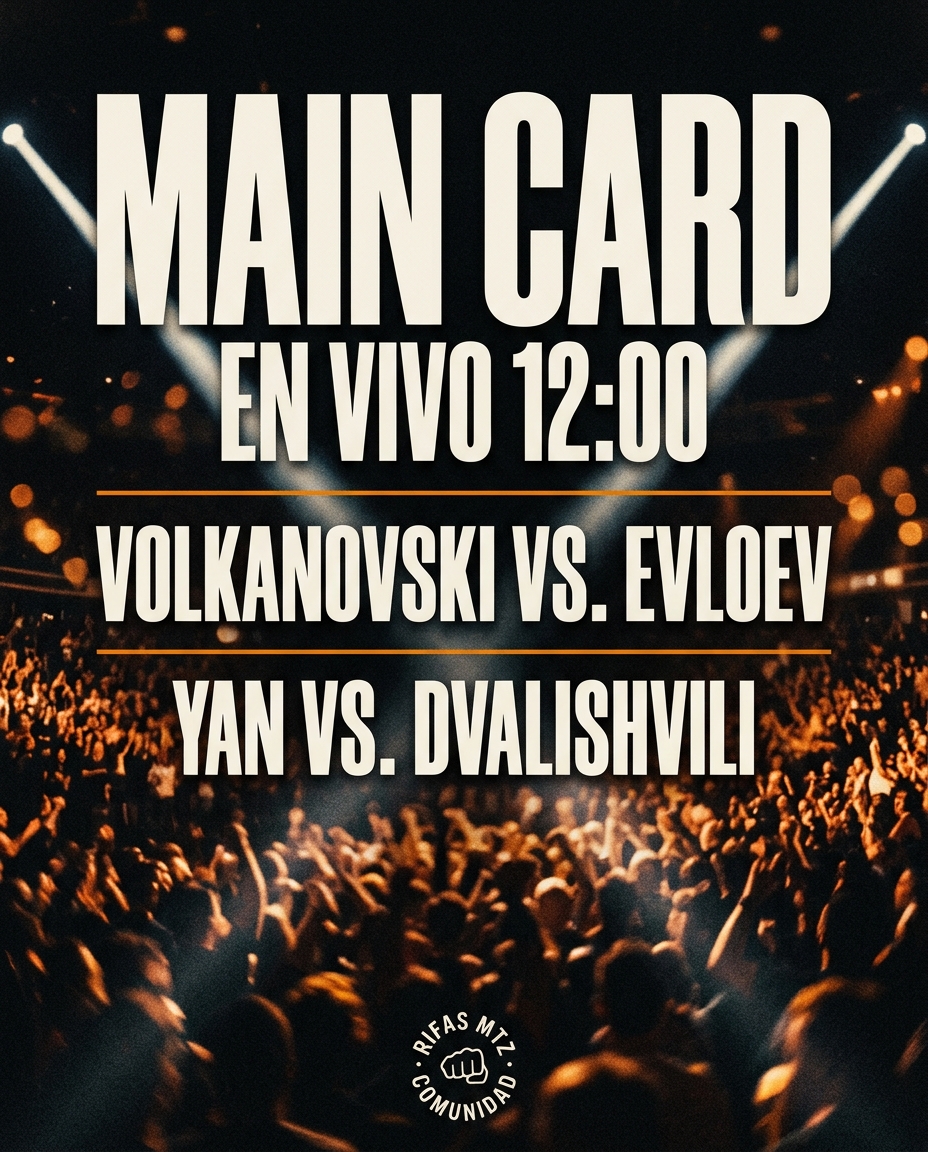 MAIN CARD
EN VIVO 12:00
VOLKANOVSKI VS. EVLOEV
YAN VS. DVALISHVILI
RIFAS MTZ
COMUNIDAD